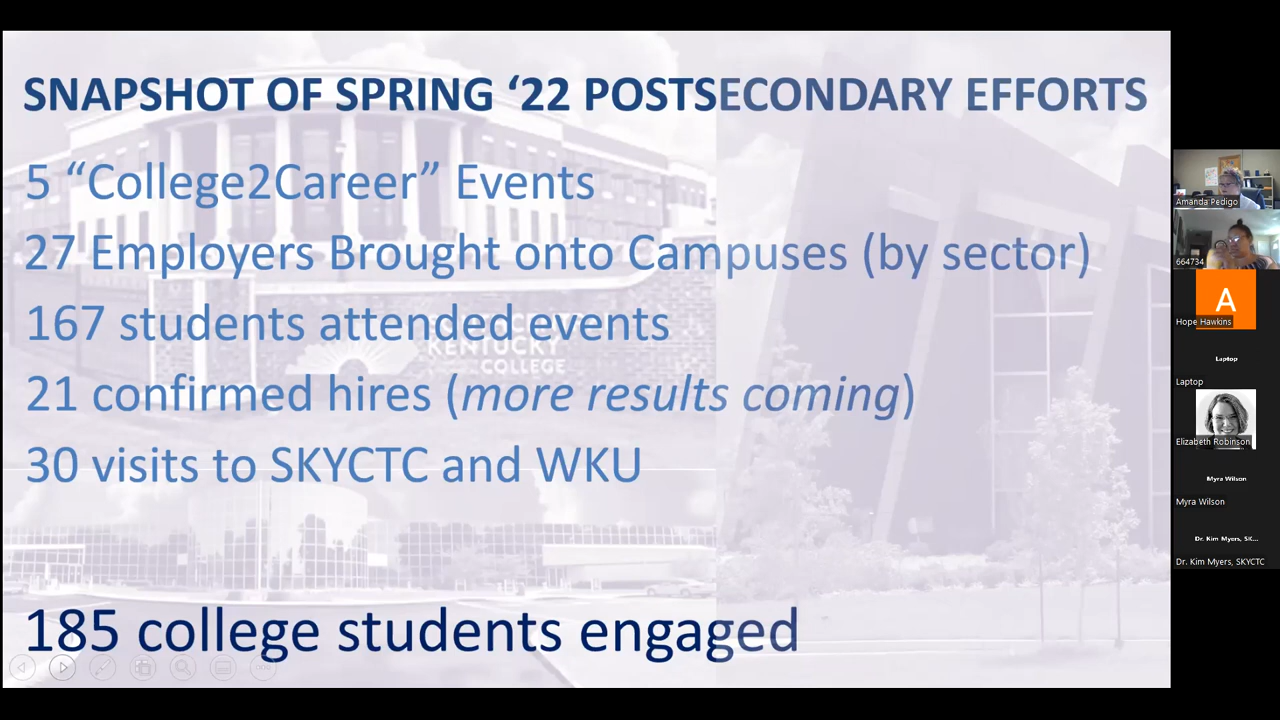 SNAPSHOT OF SPRING ‘22 POSTSECONDARY EFFORTS
5 “College2Career” Events
27 Employers Brought onto Campuses (by sector)
167 students attended events
KENTUCKY
COLLEGE
21 confirmed hires (more results coming)
30 visits to SKYCTC and WKU
185 college students engaged
Amanda Pedigo
664734
A
Hope Hawkins
Laptop
Laptop
Elizabeth Robinson
Myra Wilson
Myra Wilson
Dr. Kim Myers, SK...
Dr. Kim Myers, SKYCTC